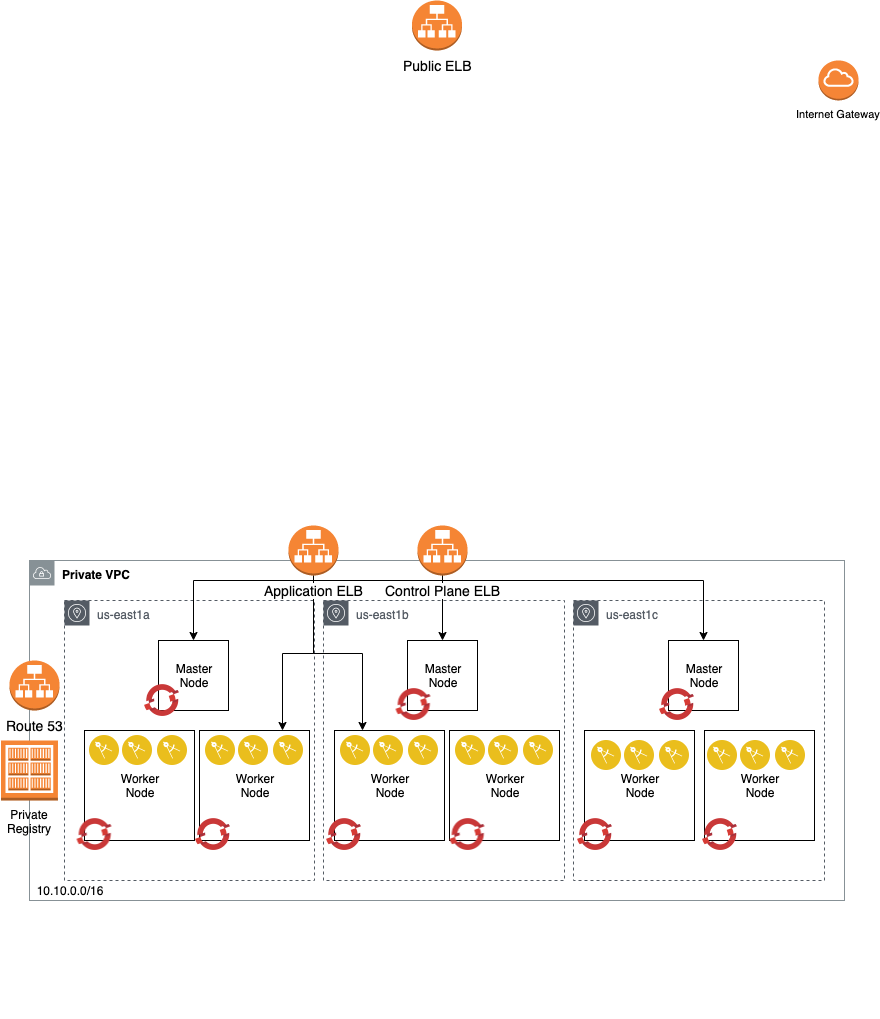 Public ELB
Internet Gateway
Private VPC
Application ELB
Control Plane ELB
us-east1a
us-east1b
us-east1c
Master
Node
Master
Node
Master
Node
Route 53
Worker
Node
Worker
Node
Worker
Node
Worker
Node
Worker
Node
Worker
Node
Private
Registry
10.10.0.0/16